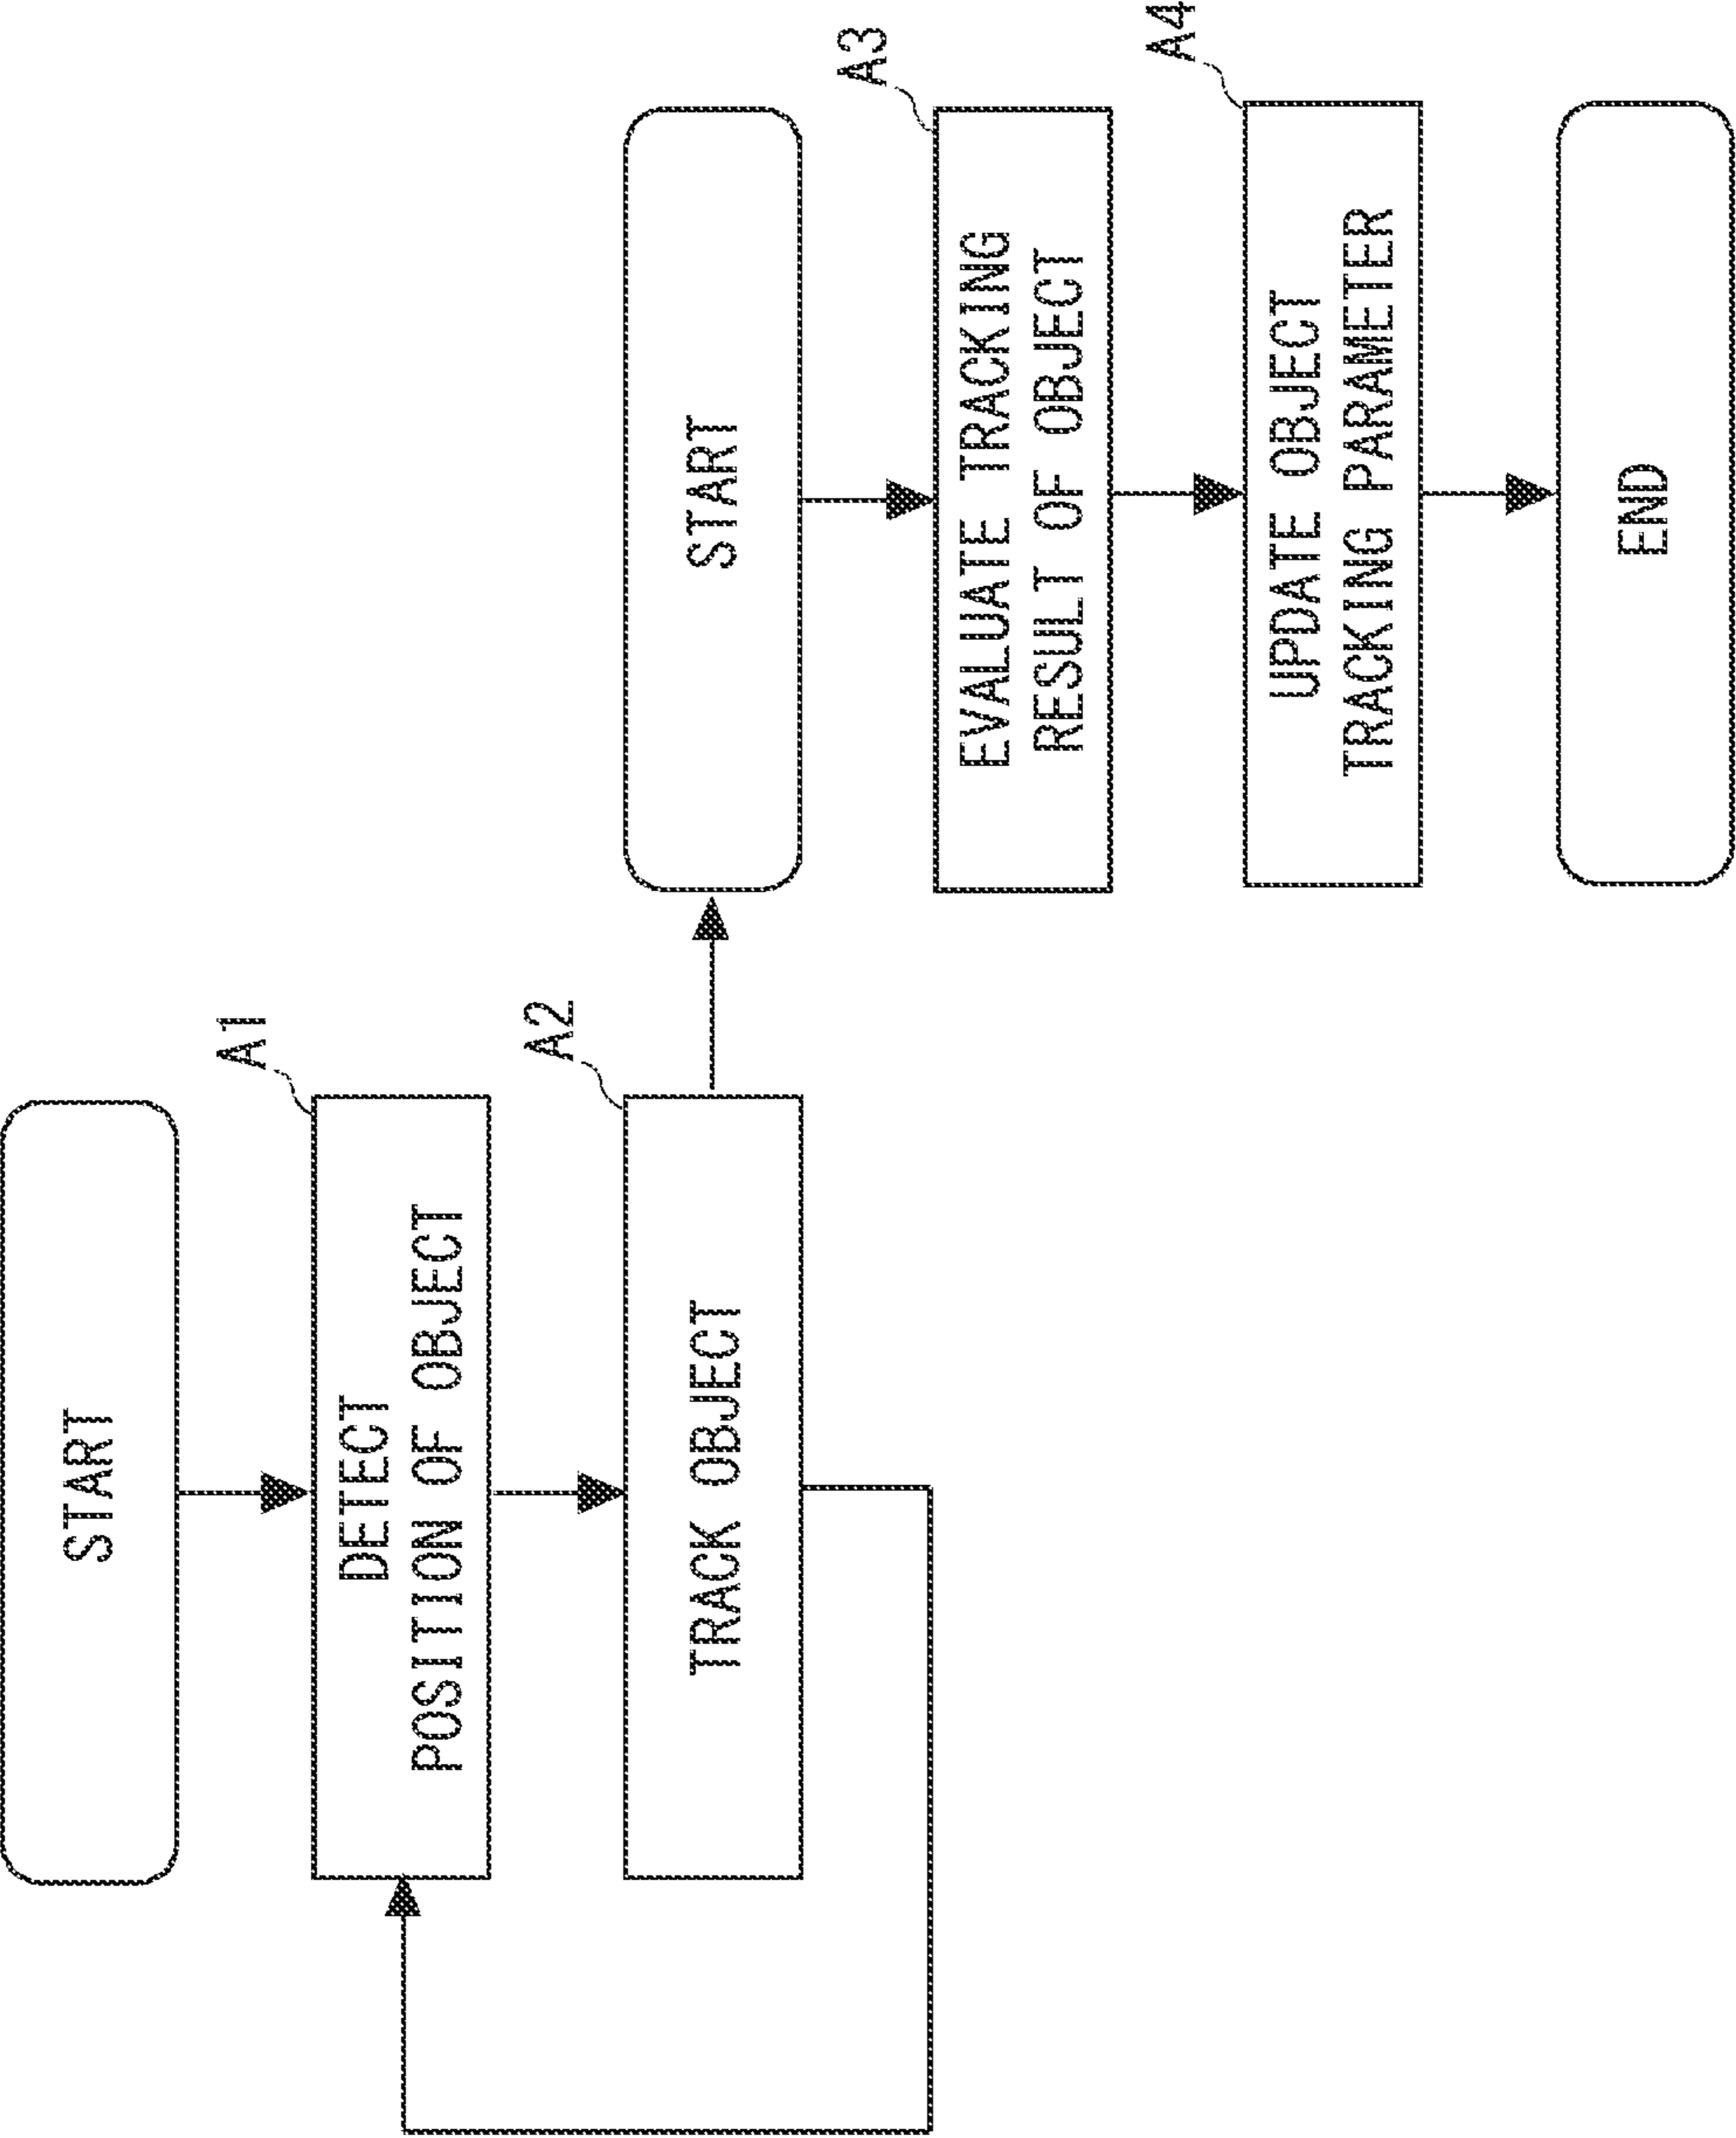 START
A1
DETECT
POSITION OF OBJECT
A2
TRACK OBJECT
START
A3
EVALUATE TRACKING
RESULT OF OBJECT
A4
UPDATE OBJECT
TRACKING PARAMETER
END